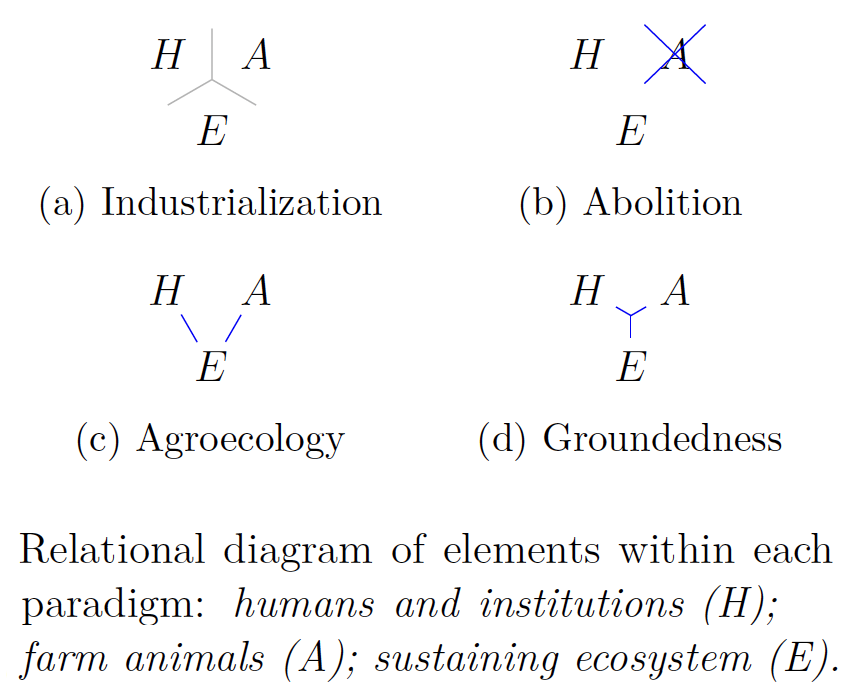 H A H A
E E
(a) Industrialization (b) Abolition
H A H A
E E
(c) Agroecology (d) Groundedness
Relational diagram of elements within each
paradigm: humans and institutions (H);
farm animals (A); sustaining ecosystem (E).